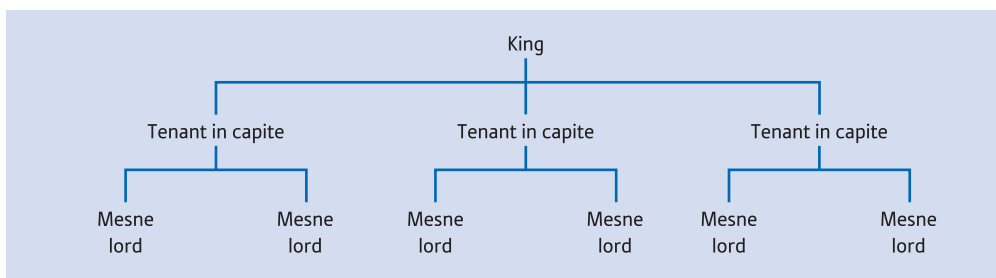 King
Tenant in capite Tenant in capite Tenant in capite
Mesne Mesne Mesne Mesne Mesne Mesne
lord lord lord lord lord lord